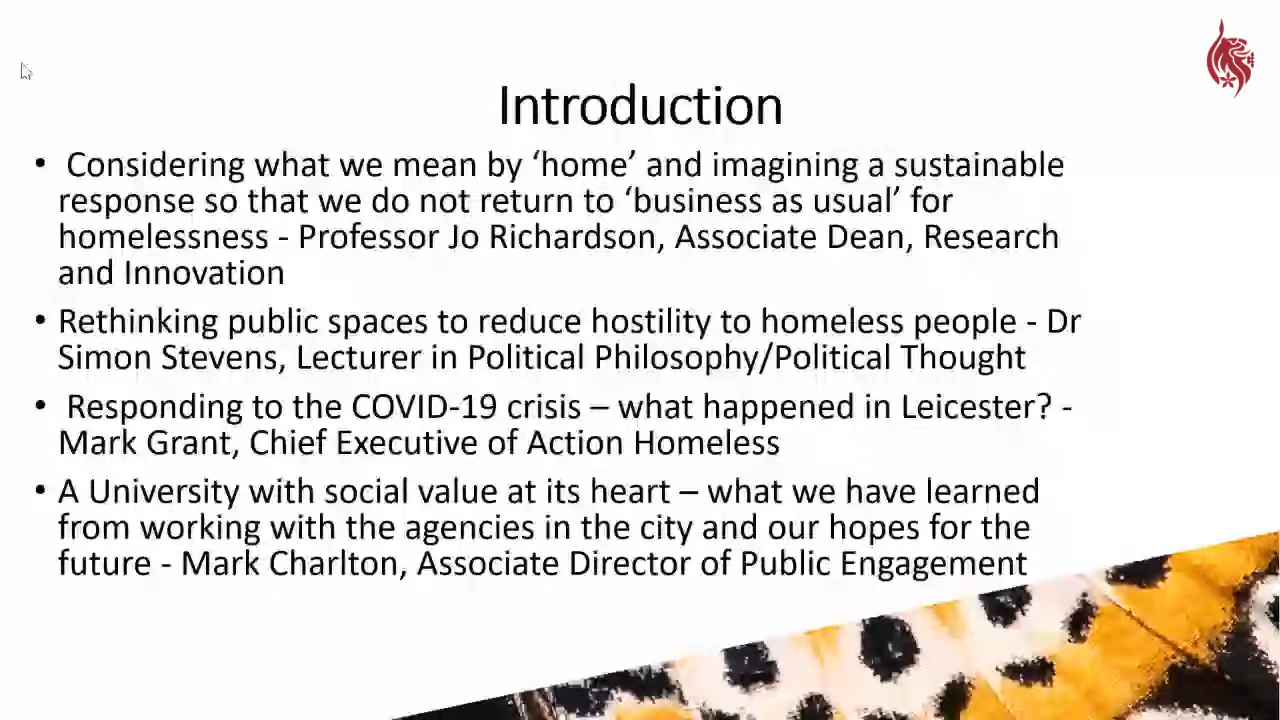 Introduction
• Considering what we mean by ‘home’ and imagining a sustainable
response so that we do not return to ‘business as usual’ for
homelessness - Professor Jo Richardson, Associate Dean, Research
and Innovation
• Rethinking public spaces to reduce hostility to homeless people - Dr
Simon Stevens, Lecturer in Political Philosophy/Political Thought
• Responding to the COVID-19 crisis – what happened in Leicester? -
Mark Grant, Chief Executive of Action Homeless
• A University with social value at its heart – what we have learned
from working with the agencies in the city and our hopes for the
future - Mark Charlton, Associate Director of Public Engagement